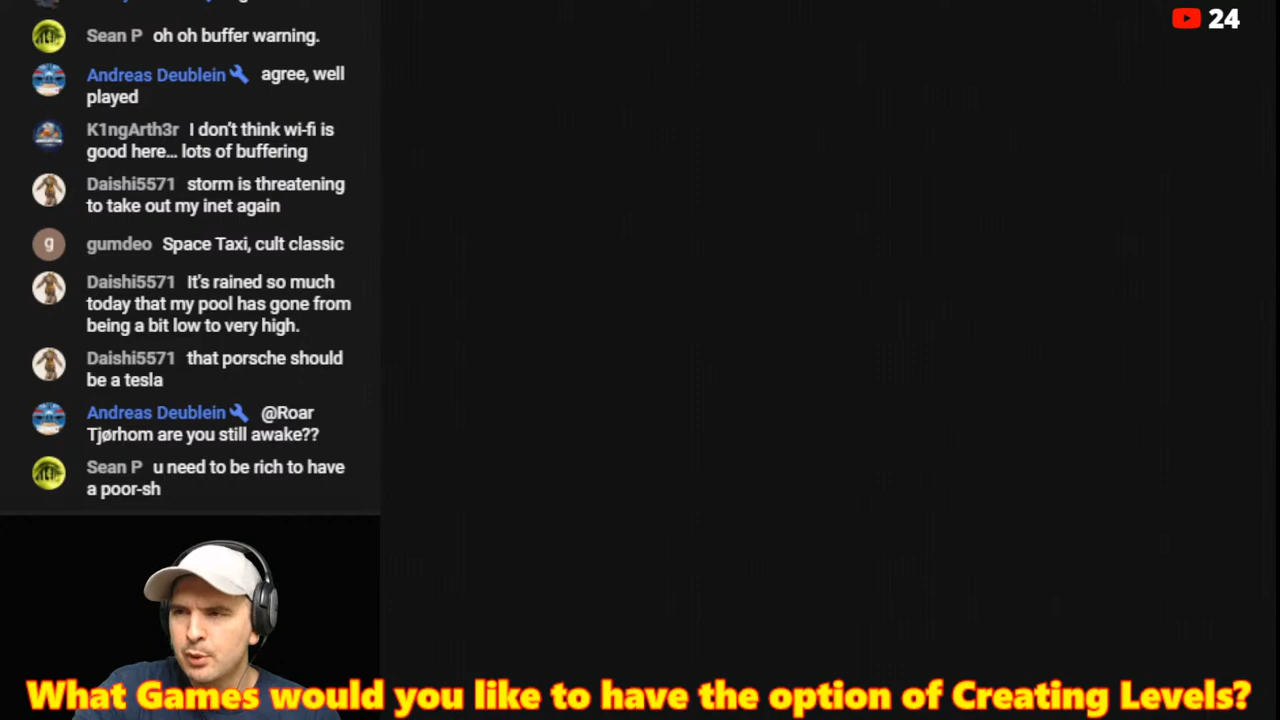 24
Sean P oh oh buffer warning.
Andreas Deublein agree, well
played
K1ngArth3r I don't think wi-fi is
good here... lots of buffering
Daishi5571 storm is threatening
to take out my inet again
g gumdeo Space Taxi, cult classic
Daishi5571 It's rained so much
today that my pool has gone from
being a bit low to very high.
Daishi5571 that porsche should
be a tesla
Andreas Deublein @Roar
Tjørhom are you still awake??
Sean P u need to be rich to have
a poor-sh
What Games would you like to have the option of Creating Levels?